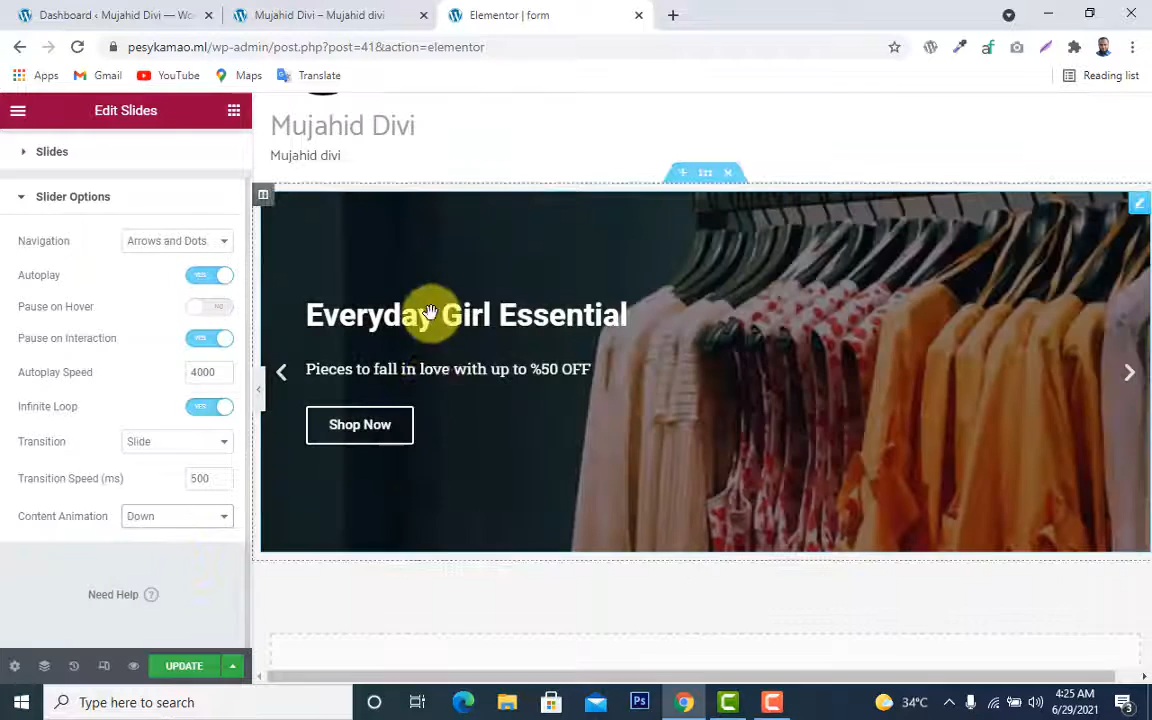 Dashboard ‹ Mujahid Divi — Wo
Mujahid Divi – Mujahid divi
Elementor | form
pesykamao.ml/wp-admin/post.php?post=41&action=elementor
Apps
Gmail
YouTube
Maps
Translate
Reading list
Edit Slides
Slides
Slider Options
Navigation
Arrows and Dots
Autoplay
YES
Pause on Hover
NO
Pause on Interaction
YES
Autoplay Speed
4000
Infinite Loop
YES
Transition
Slide
Transition Speed (ms)
500
Content Animation
Down
Need Help ?
UPDATE
Mujahid Divi
Mujahid divi
Everyday Girl Essential
Pieces to fall in love with up to %50 OFF
Shop Now
Type here to search
Ps
34°C
4:25 AM
6/29/2021
3